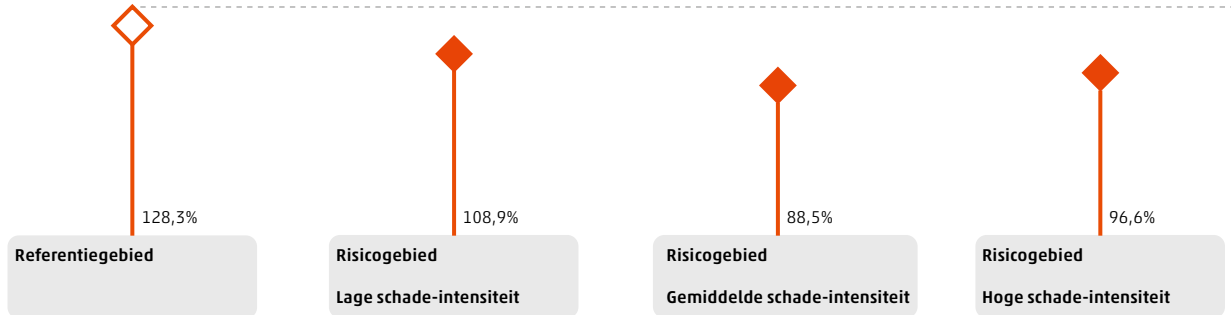 128,3%
108,9%
88,5%
96,6%
Referentiegebied
Risicogebied
Lage schade-intensiteit
Risicogebied
Gemiddelde schade-intensiteit
Risicogebied
Hoge schade-intensiteit